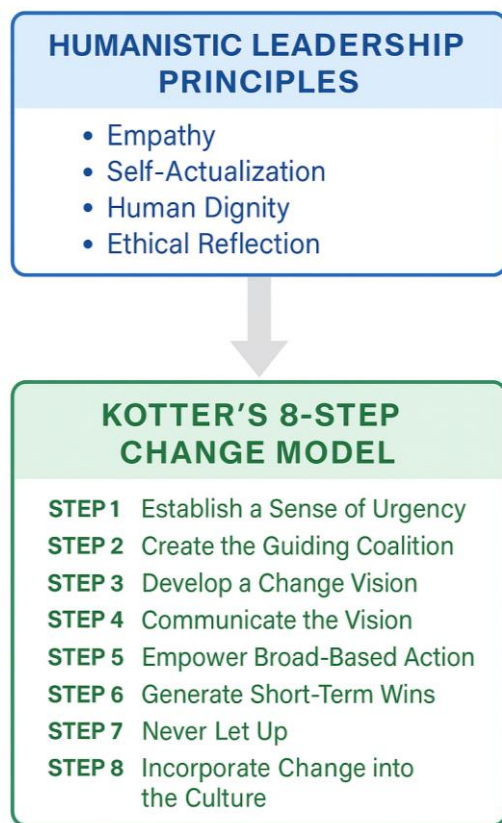 HUMANISTIC LEADERSHIP
PRINCIPLES
• Empathy
• Self-Actualization
• Human Dignity
• Ethical Reflection
KOTTER'S 8-STEP
CHANGE MODEL
STEP 1 Establish a Sense of Urgency
STEP 2 Create the Guiding Coalition
STEP 3 Develop a Change Vision
STEP 4 Communicate the Vision
STEP 5 Empower Broad-Based Action
STEP 6 Generate Short-Term Wins
STEP 7 Never Let Up
STEP 8 Incorporate Change into
the Culture